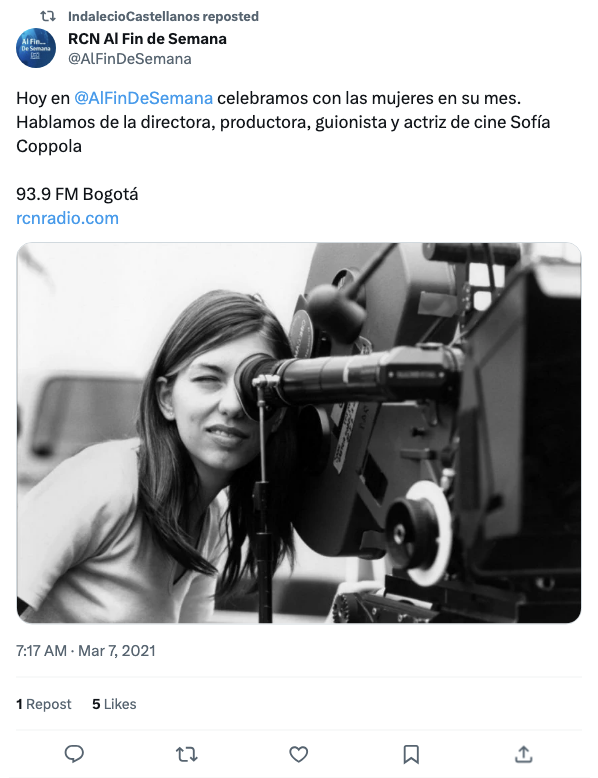 IndalecioCastellanos reposted
Al Fin...
De Semana
RCN Al Fin de Semana
@AlFinDeSemana
Hoy en @AlFinDeSemana celebramos con las mujeres en su mes.
Hablamos de la directora, productora, guionista y actriz de cine Sofía
Coppola
93.9 FM Bogotá
rcnradio.com
7:17 AM · Mar 7, 2021
1 Repost 5 Likes